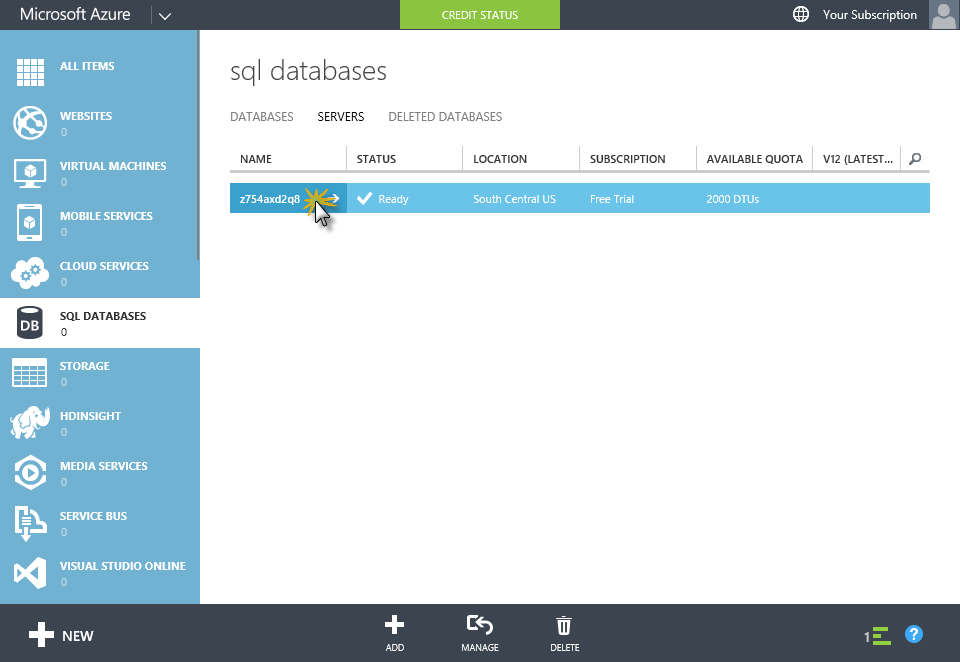 Microsoft Azure
CREDIT STATUS
Your Subscription
ALL ITEMS
WEBSITES
0
VIRTUAL MACHINES
0
MOBILE SERVICES
0
CLOUD SERVICES
0
DB
SQL DATABASES
0
STORAGE
0
HDINSIGHT
0
MEDIA SERVICES
0
SERVICE BUS
0
VISUAL STUDIO ONLINE
0
sql databases
DATABASES SERVERS DELETED DATABASES
NAME STATUS LOCATION SUBSCRIPTION AVAILABLE QUOTA V12 (LATEST...
z754axd2q8 Ready South Central US Free Trial 2000 DTUs
NEW
ADD
MANAGE
DELETE
1
?